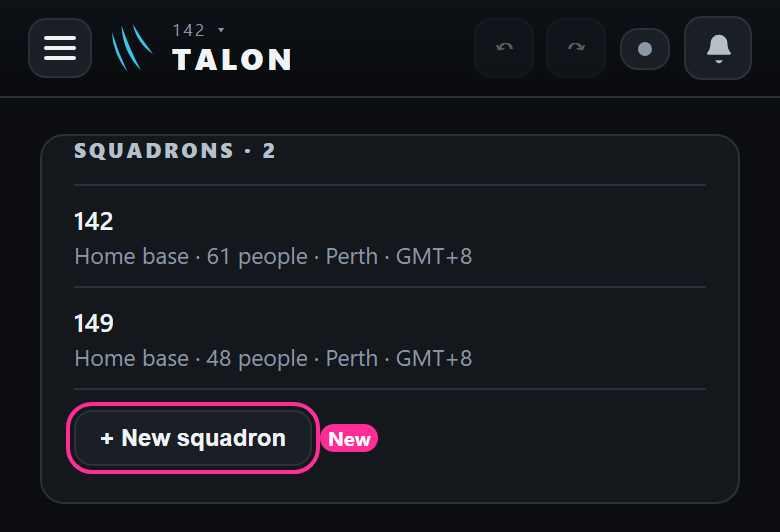 142 ▾
TALON
SQUADRONS · 2
142
Home base · 61 people · Perth · GMT+8
149
Home base · 48 people · Perth · GMT+8
+ New squadron
New